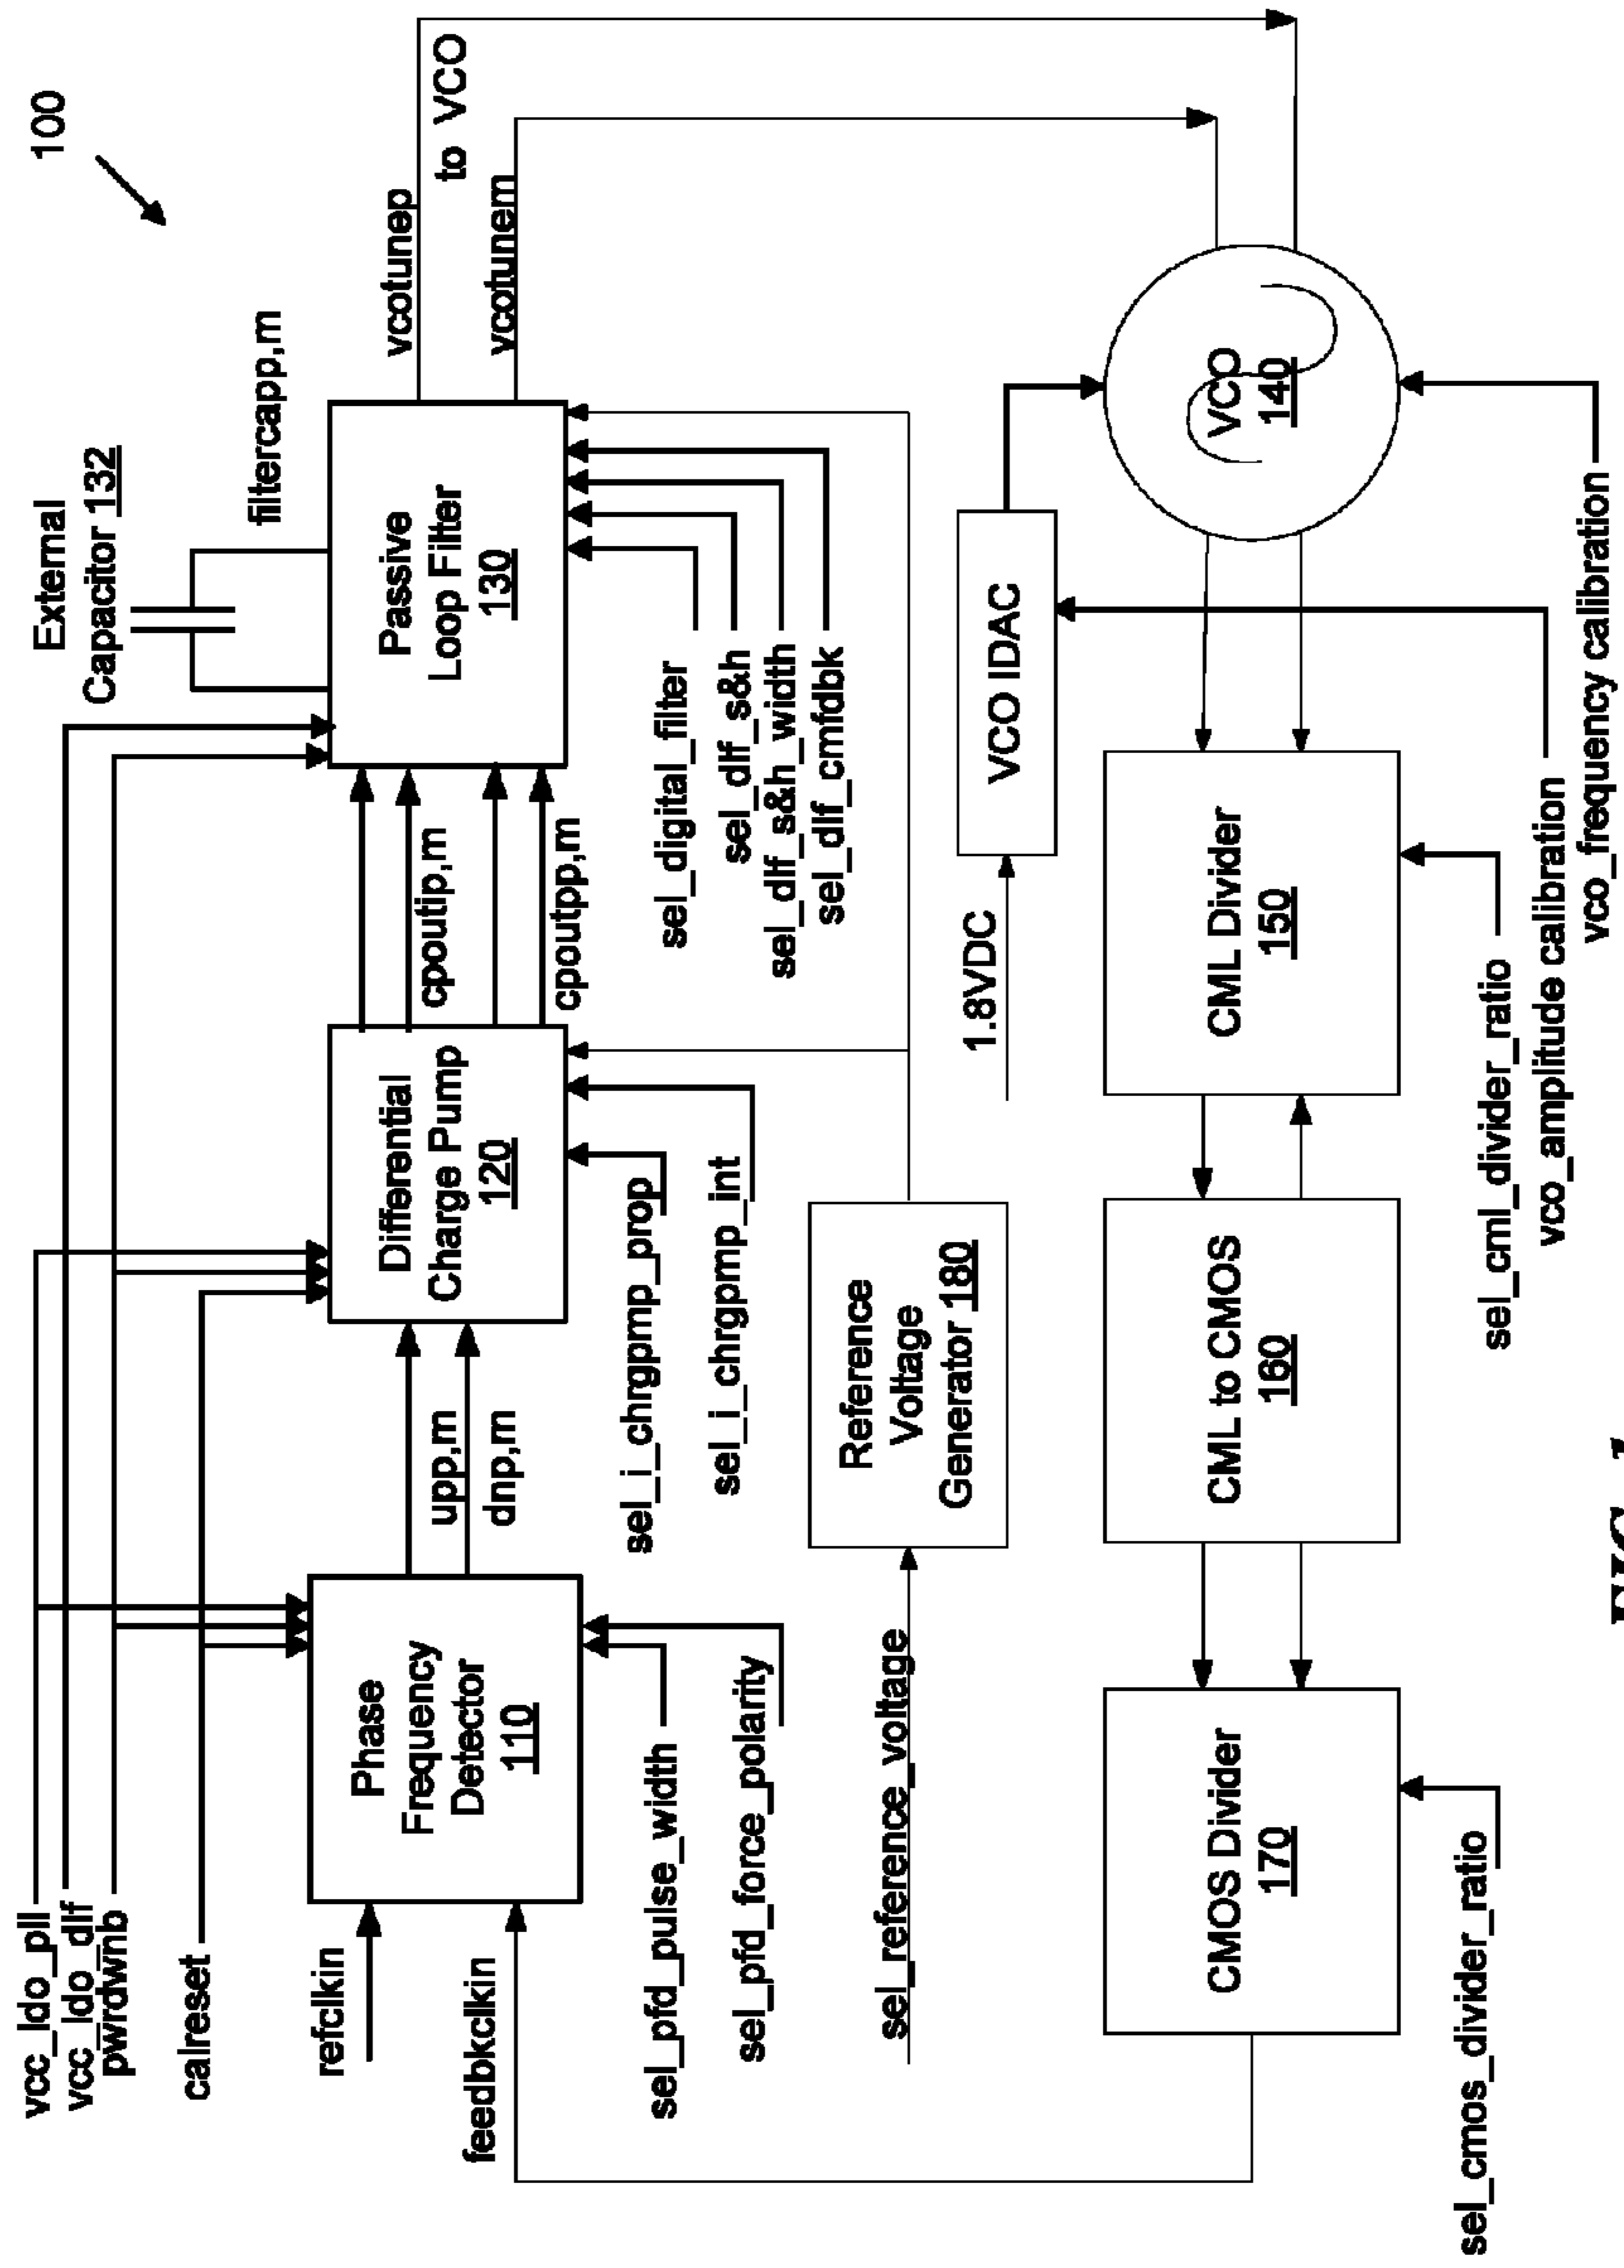 100
vcc_ldo_pll
vcc_ldo_dlf
pwrdwnb
calreset
refclkin
feedbkclkin
Phase
Frequency
Detector
110
sel_pfd_pulse_width
sel_pfd_force_polarity
upp,m
dnp,m
Differential
Charge Pump
120
sel_i_chrgpmp_prop
sel_i_chrgpmp_int
cpoutip,m
cpoutpp,m
External
Capacitor 132
filtercapp,m
Passive
Loop Filter
130
sel_digital_filter
sel_dlf_s&h
sel_dlf_s&h_width
sel_dlf_cmfdbk
vcotunep
to VCO
vcotunem
sel_reference_voltage
Reference
Voltage
Generator 180
1.8VDC
VCO IDAC
VCO
140
CML Divider
150
CML to CMOS
160
CMOS Divider
170
sel_cmos_divider_ratio
sel_cml_divider_ratio
vco_amplitude calibration
vco_frequency calibration